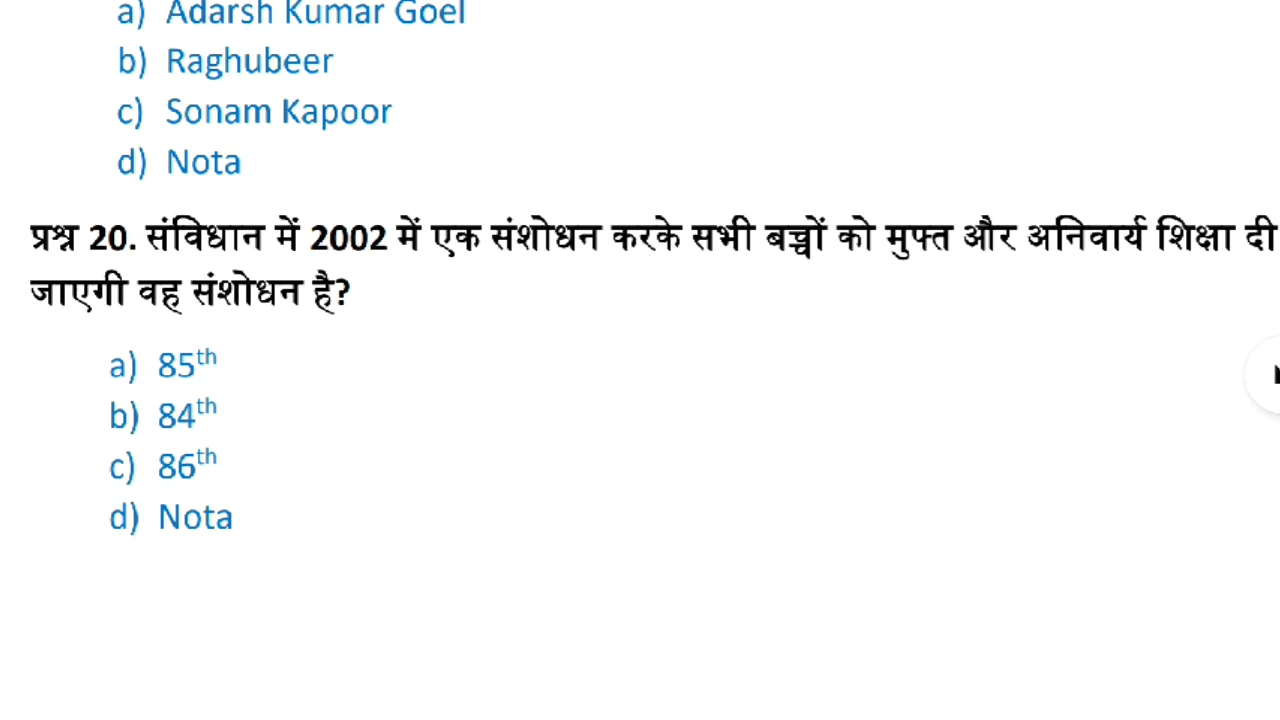 a) Adarsh Kumar Goel
b) Raghubeer
c) Sonam Kapoor
d) Nota
प्रश्न 20. संविधान में 2002 में एक संशोधन करके सभी बच्चों को मुफ्त और अनिवार्य शिक्षा दी
जाएगी वह संशोधन है?
a) 85th
b) 84th
c) 86th
d) Nota